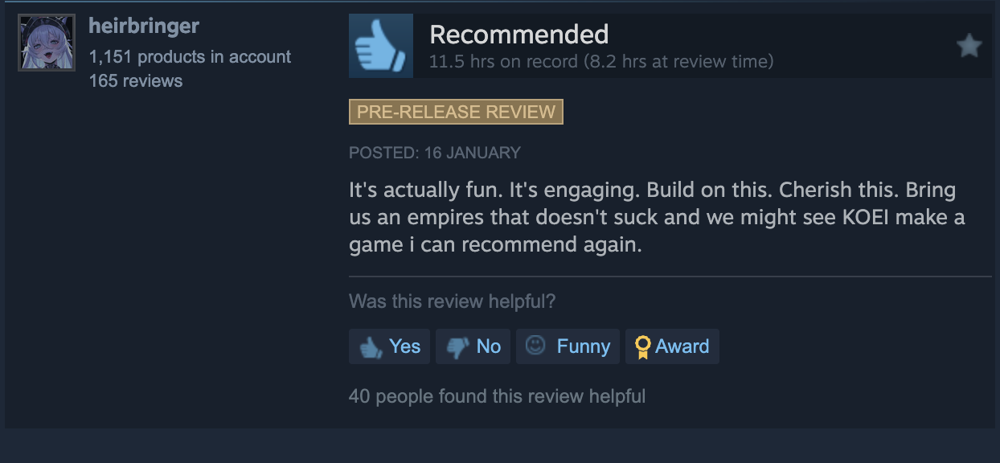 heirbringer
1,151 products in account
165 reviews
Recommended
11.5 hrs on record (8.2 hrs at review time)
PRE-RELEASE REVIEW
POSTED: 16 JANUARY
It's actually fun. It's engaging. Build on this. Cherish this. Bring
us an empires that doesn't suck and we might see KOEI make a
game i can recommend again.
Was this review helpful?
Yes No Funny Award
40 people found this review helpful